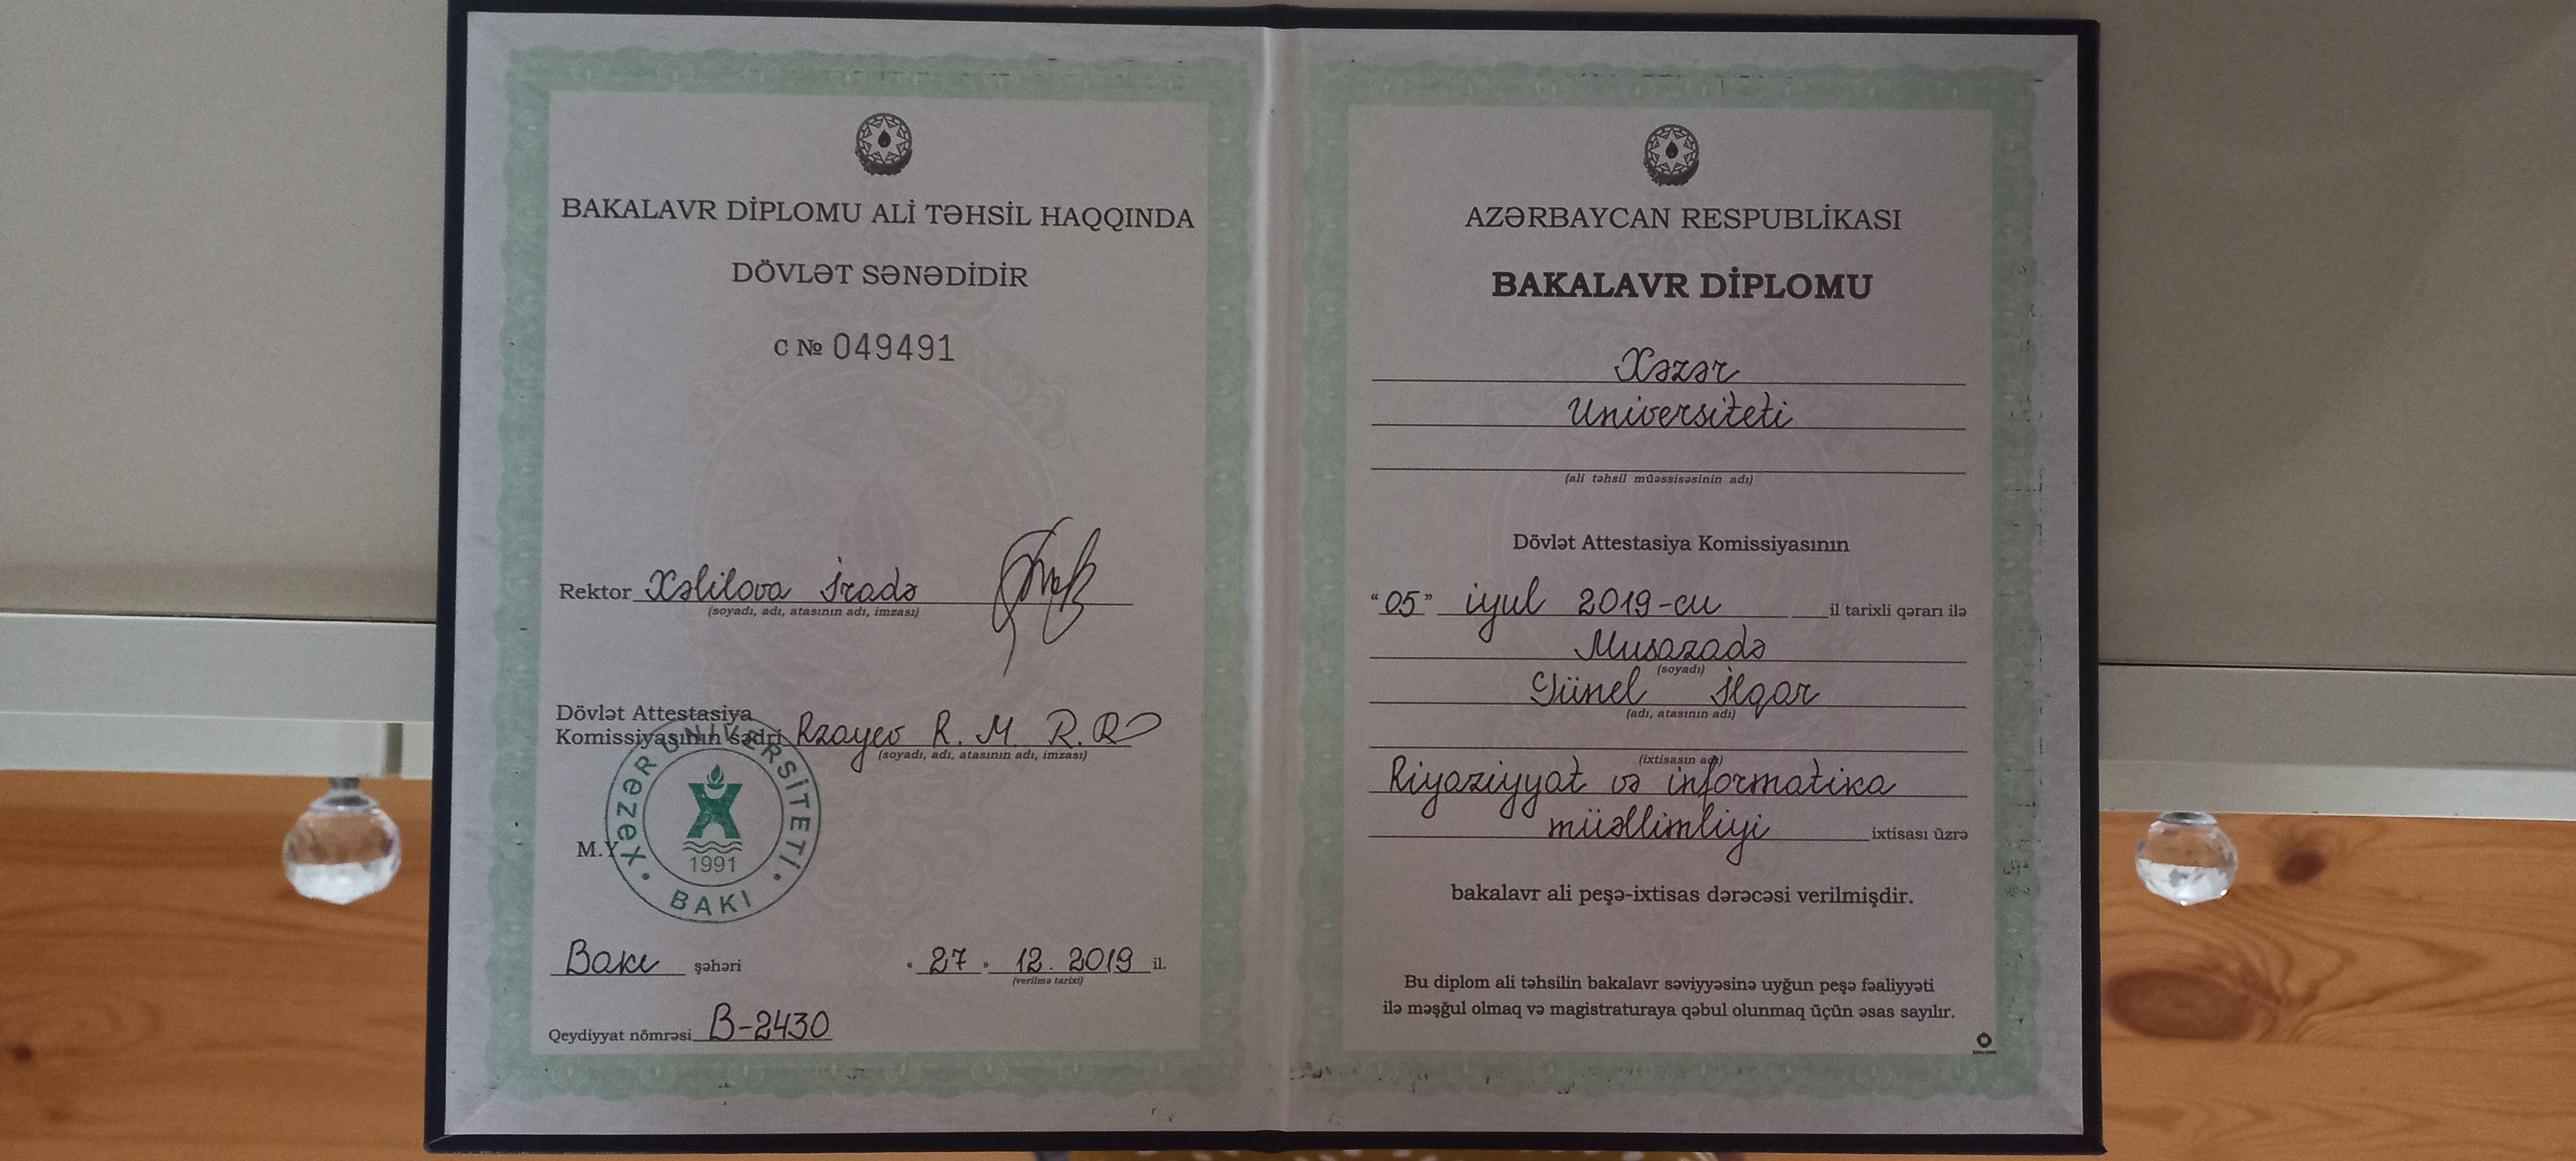 BAKALAVR DİPLOMU ALİ TƏHSİL HAQQINDA
DÖVLƏT SƏNƏDİDİR
C № 049491
Rektor Xəlilova İradə
(soyadı, adı, atasının adı, imzası)
Dövlət Attestasiya
Komissiyasının sədri Rzayev R. M.
(soyadı, adı, atasının adı, imzası)
XƏZƏR UNİVERSİTETİ
1991
BAKI
M.Y
Bakı şəhəri « 27 » 12. 2019 il.
(verilmə tarixi)
Qeydiyyat nömrəsi B-2430
AZƏRBAYCAN RESPUBLİKASI
BAKALAVR DİPLOMU
Xəzər
Universiteti
(ali təhsil müəssisəsinin adı)
Dövlət Attestasiya Komissiyasının
“05” iyul 2019-cu il tarixli qərarı ilə
Musazadə
(soyadı)
Günel İlqar
(adı, atasının adı)
(ixtisasın adı)
Riyaziyyat və informatika
müəllimliyi ixtisası üzrə
bakalavr ali peşə-ixtisas dərəcəsi verilmişdir.
Bu diplom ali təhsilin bakalavr səviyyəsinə uyğun peşə fəaliyyəti
ilə məşğul olmaq və magistraturaya qəbul olunmaq üçün əsas sayılır.